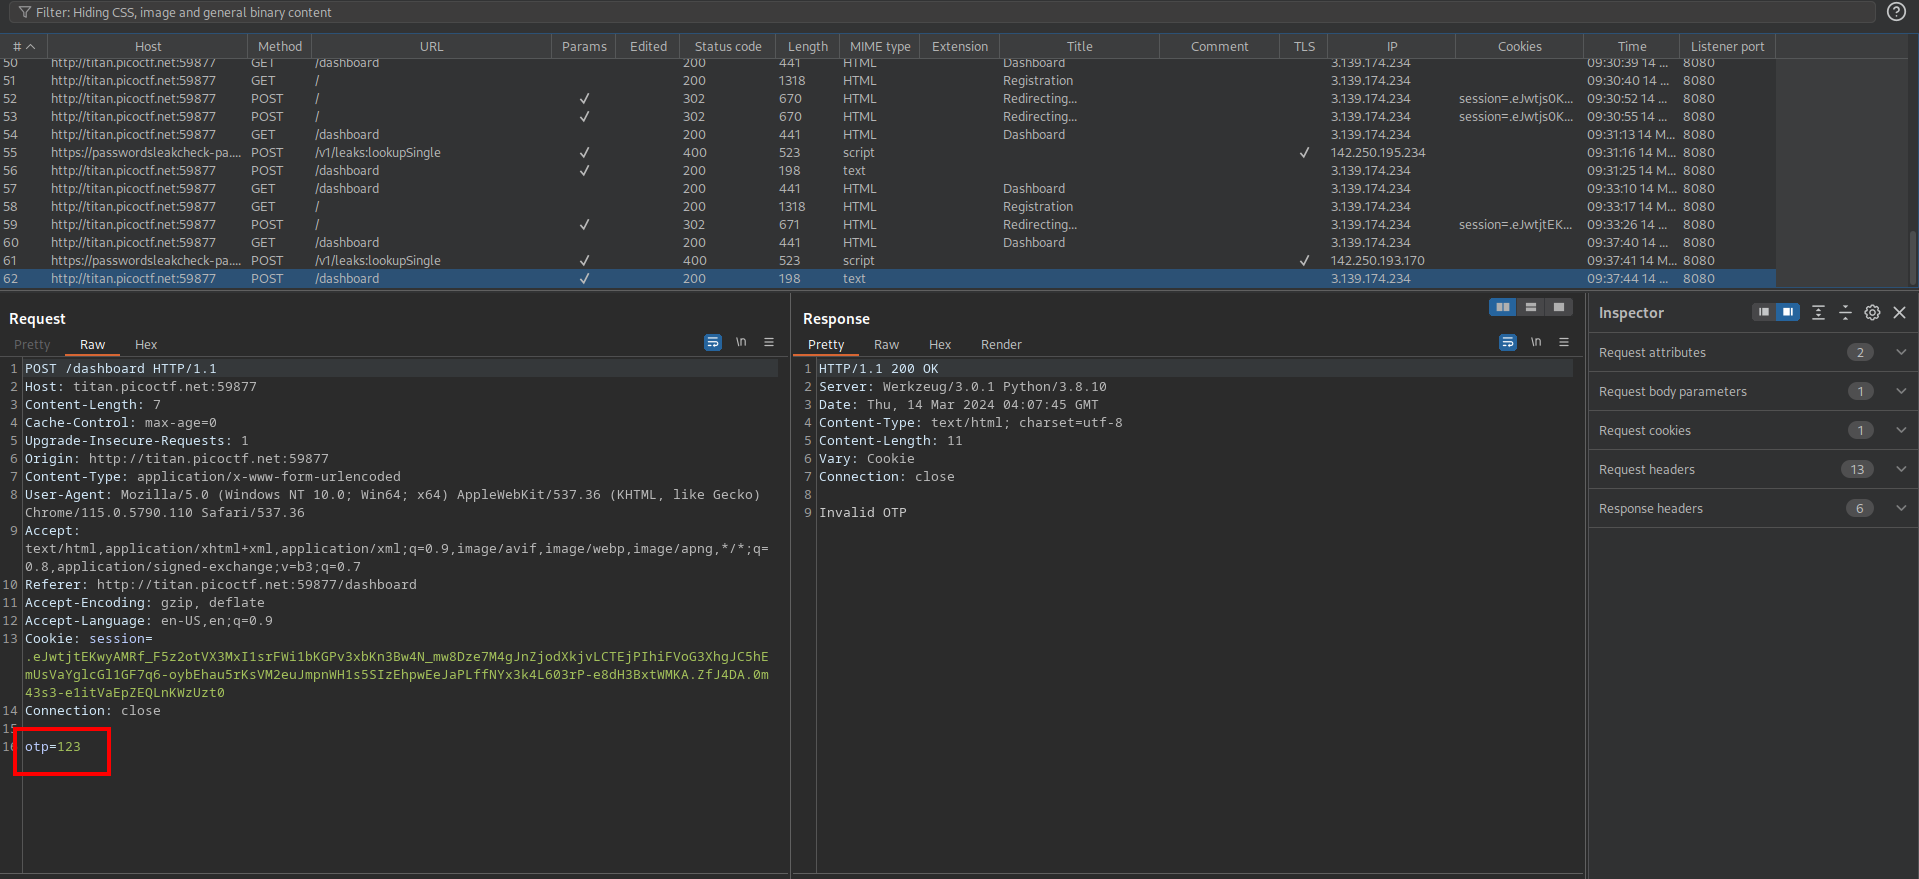 Filter: Hiding CSS, image and general binary content
# Host Method URL Params Edited Status code Length MIME type Extension Title Comment TLS IP Cookies Time Listener port
50 http://titan.picoctf.net:59877 GET /dashboard 200 441 HTML Dashboard 3.139.174.234 09:30:39 14 ... 8080
51 http://titan.picoctf.net:59877 GET / 200 1318 HTML Registration 3.139.174.234 09:30:40 14 ... 8080
52 http://titan.picoctf.net:59877 POST / ✓ 302 670 HTML Redirecting... 3.139.174.234 session=.eJwtjs0K... 09:30:52 14 ... 8080
53 http://titan.picoctf.net:59877 POST / ✓ 302 670 HTML Redirecting... 3.139.174.234 session=.eJwtjs0K... 09:30:55 14 ... 8080
54 http://titan.picoctf.net:59877 GET /dashboard 200 441 HTML Dashboard 3.139.174.234 09:31:13 14 M... 8080
55 https://passwordsleakcheck-pa.... POST /v1/leaks:lookupSingle ✓ 400 523 script ✓ 142.250.195.234 09:31:16 14 M... 8080
56 http://titan.picoctf.net:59877 POST /dashboard ✓ 200 198 text 3.139.174.234 09:31:25 14 M... 8080
57 http://titan.picoctf.net:59877 GET /dashboard 200 441 HTML Dashboard 3.139.174.234 09:33:10 14 M... 8080
58 http://titan.picoctf.net:59877 GET / 200 1318 HTML Registration 3.139.174.234 09:33:17 14 M... 8080
59 http://titan.picoctf.net:59877 POST / ✓ 302 671 HTML Redirecting... 3.139.174.234 session=.eJwtjtEK... 09:33:26 14 M... 8080
60 http://titan.picoctf.net:59877 GET /dashboard 200 441 HTML Dashboard 3.139.174.234 09:37:40 14 ... 8080
61 https://passwordsleakcheck-pa.... POST /v1/leaks:lookupSingle ✓ 400 523 script ✓ 142.250.193.170 09:37:41 14 M... 8080
62 http://titan.picoctf.net:59877 POST /dashboard ✓ 200 198 text 3.139.174.234 09:37:44 14 ... 8080
Request
Pretty Raw Hex \n
1 POST /dashboard HTTP/1.1
2 Host: titan.picoctf.net:59877
3 Content-Length: 7
4 Cache-Control: max-age=0
5 Upgrade-Insecure-Requests: 1
6 Origin: http://titan.picoctf.net:59877
7 Content-Type: application/x-www-form-urlencoded
8 User-Agent: Mozilla/5.0 (Windows NT 10.0; Win64; x64) AppleWebKit/537.36 (KHTML, like Gecko)
Chrome/115.0.5790.110 Safari/537.36
9 Accept:
text/html,application/xhtml+xml,application/xml;q=0.9,image/avif,image/webp,image/apng,*/*;q=
0.8,application/signed-exchange;v=b3;q=0.7
10 Referer: http://titan.picoctf.net:59877/dashboard
11 Accept-Encoding: gzip, deflate
12 Accept-Language: en-US,en;q=0.9
13 Cookie: session=
.eJwtjtEKwyAMRf_F5z2otVX3MxI1srFWi1bKGPv3xbKn3Bw4N_mw8Dze7M4gJnZjodXkjvLCTEjPIhiFVoG3XhgJC5hE
mUsVaYglcGl1GF7q6-oybEhau5rKsVM2euJmpnWH1s5SIzEhpwEeJaPLffNYx3k4L603rP-e8dH3BxtWMKA.ZfJ4DA.0m
43s3-e1itVaEpZEQLnKWzUzt0
14 Connection: close
15
16 otp=123
Response
Pretty Raw Hex Render \n
1 HTTP/1.1 200 OK
2 Server: Werkzeug/3.0.1 Python/3.8.10
3 Date: Thu, 14 Mar 2024 04:07:45 GMT
4 Content-Type: text/html; charset=utf-8
5 Content-Length: 11
6 Vary: Cookie
7 Connection: close
8
9 Invalid OTP
Inspector
Request attributes 2
Request body parameters 1
Request cookies 1
Request headers 13
Response headers 6